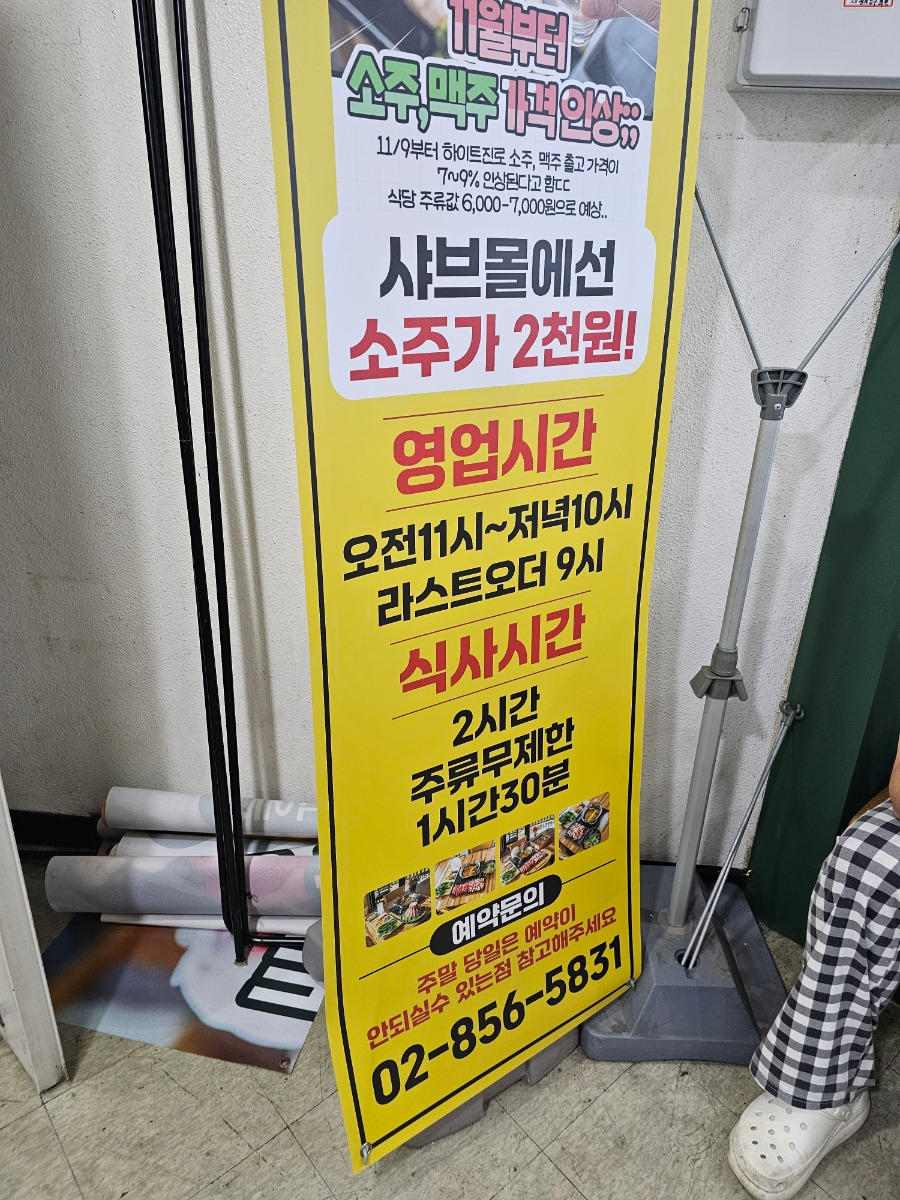 11월부터
소주,맥주 가격 인상;;
11/9부터 하이트진로 소주, 맥주 출고 가격이
7~9% 인상된다고 함ㄷㄷ
식당 주류값 6,000-7,000원으로 예상..
샤브몰에선
소주가 2천원!
영업시간
오전11시~저녁10시
라스트오더 9시
식사시간
2시간
주류무제한
1시간30분
예약문의
주말 당일은 예약이
안되실수 있는점 참고해주세요
02-856-5831